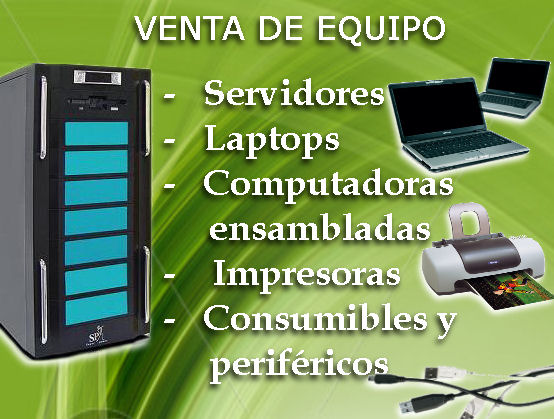 VENTA DE EQUIPO
- Servidores
- Laptops
- Computadoras
ensambladas
- Impresoras
- Consumibles y
periféricos